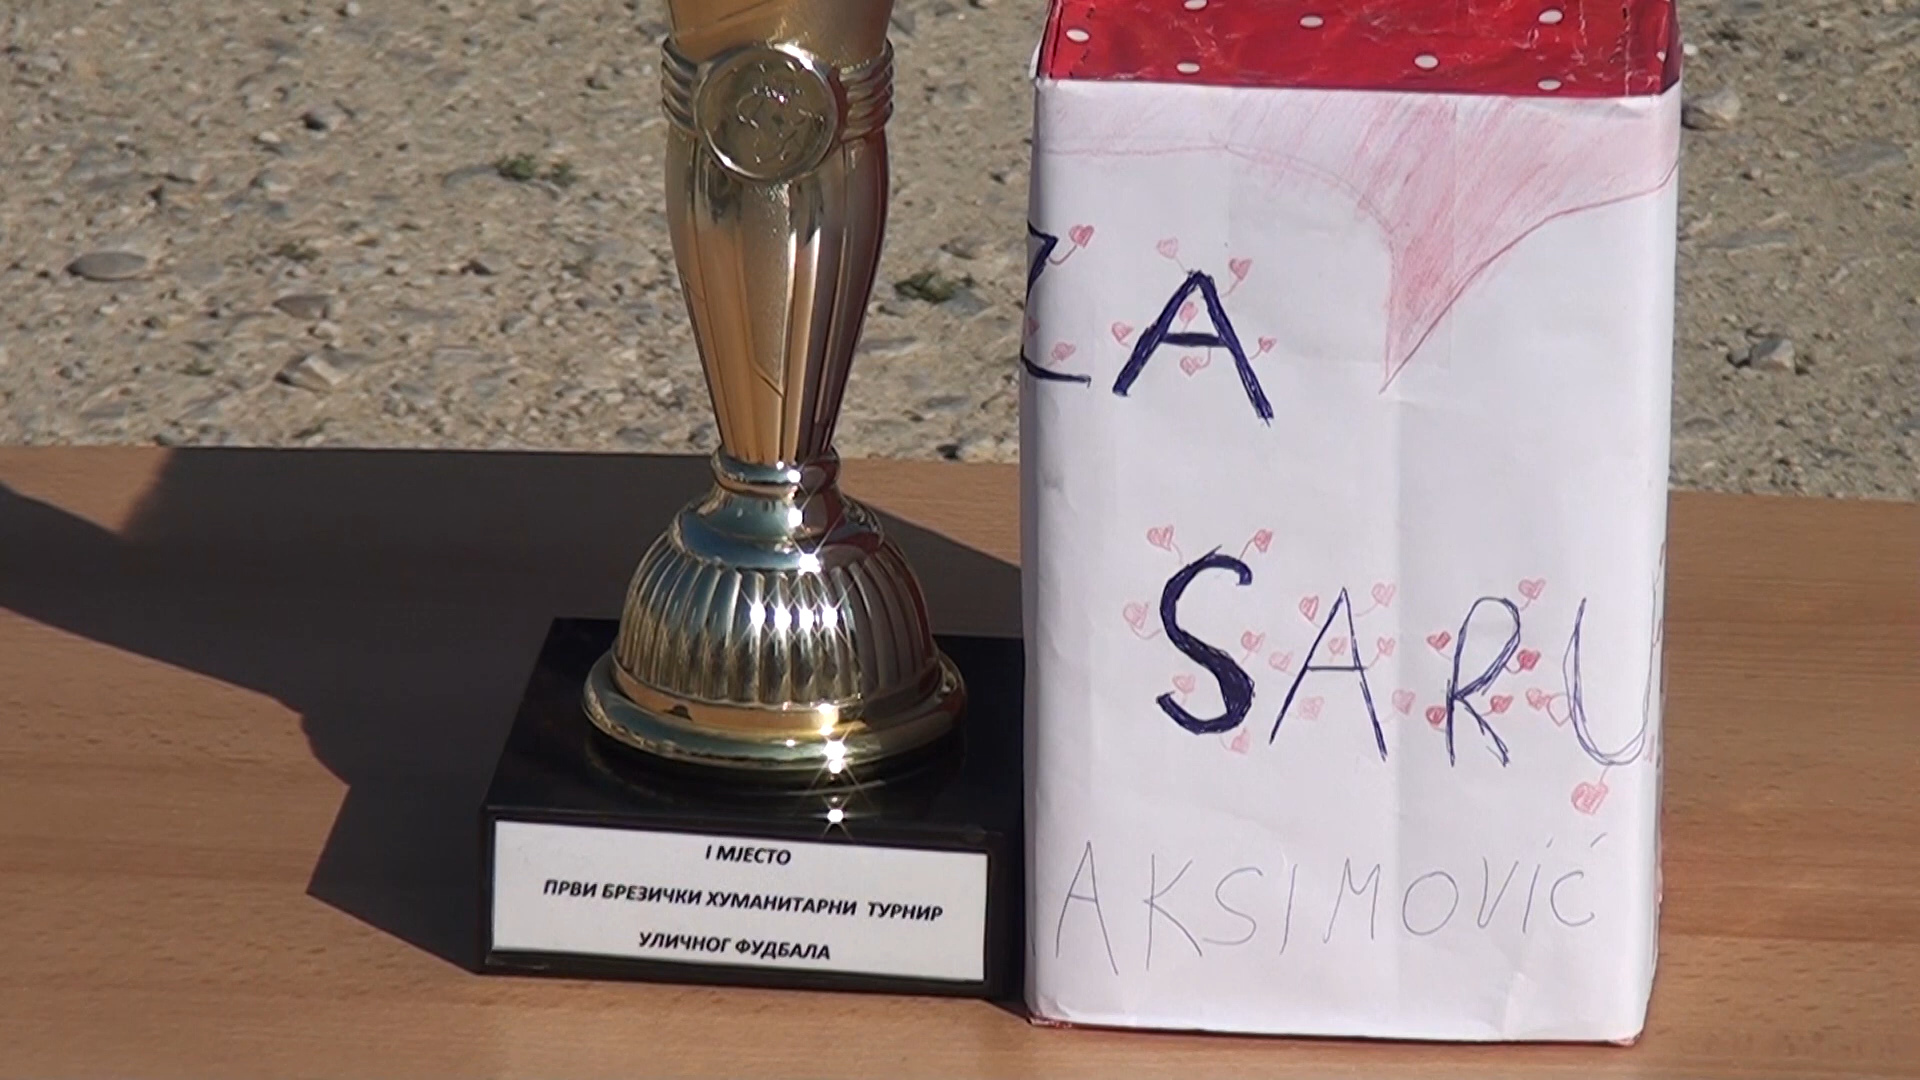 I МЈЕСТО
ПРВИ БРЕЗИЧКИ ХУМАНИТАРНИ ТУРНИР
УЛИЧНОГ ФУДБАЛА
ZA
SARU
AKSIMOVIĆ